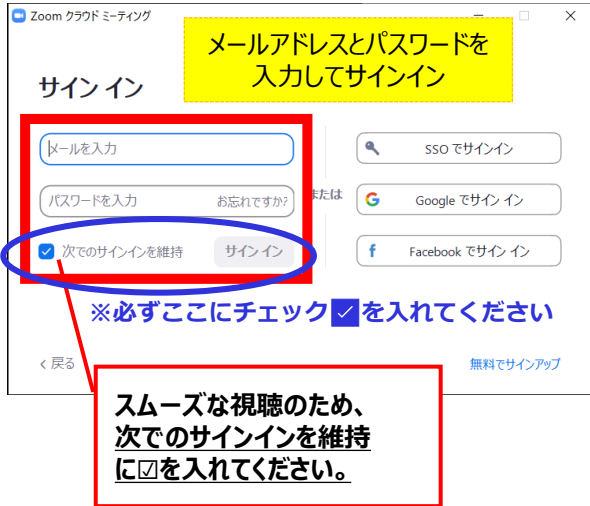 Zoom クラウド ミーティング
メールアドレスとパスワードを
入力してサインイン
サイン イン
メールを入力
パスワードを入力
お忘れですか?
または
次でのサインインを維持
サイン イン
SSO でサインイン
Google でサイン イン
Facebook でサイン イン
※必ずここにチェック☑を入れてください
< 戻る
無料でサインアップ
スムーズな視聴のため、
次でのサインインを維持
に☑を入れてください。